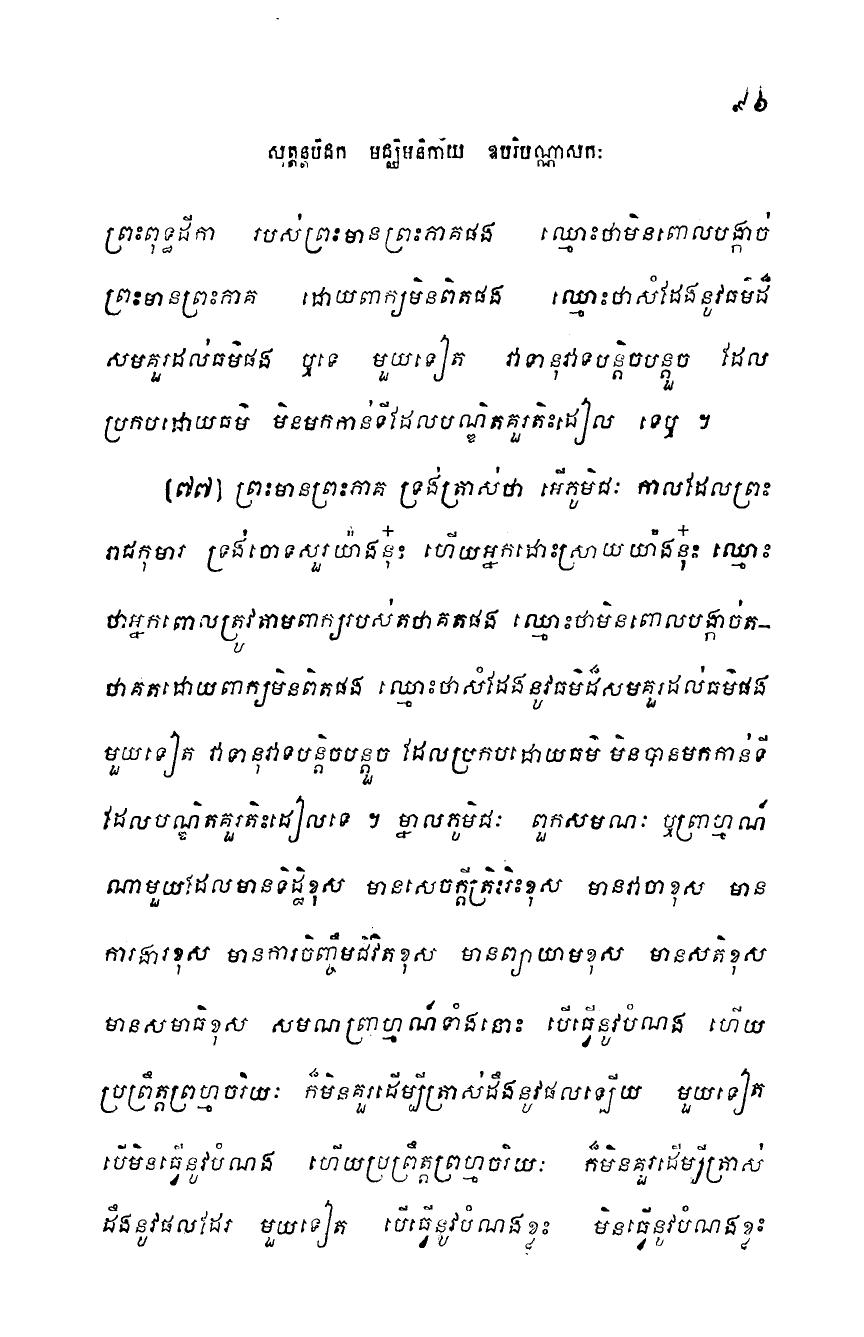 ៩៦
សុត្តន្តបិដក មជ្ឈិមនិកាយ ឧបរិបណ្ណាសកៈ
ព្រះពុទ្ធដីកា របស់ព្រះមានព្រះភាគផង ឈ្មោះថាមិនពោលបង្កាច់
ព្រះមានព្រះភាគ ដោយពាក្យមិនពិតផង ឈ្មោះថាសំដែងនូវធម៌ដ៏
សមគួរដល់ធម៌ផង ឬទេ មួយទៀត វាទានុវាទបន្តិចបន្តួច ដែល
ប្រកបដោយធម៌ មិនមកកាន់ទីដែលបណ្ឌិតគួរតិះដៀល ទេឬ ។
(៧៧) ព្រះមានព្រះភាគ ទ្រង់ត្រាស់ថា អើភូមិជៈ កាលដែលព្រះ
រាជកុមារ ទ្រង់ចោទសួរយ៉ាងនុ៎ះ ហើយអ្នកដោះស្រាយយ៉ាងនុ៎ះ ឈ្មោះ
ថាអ្នកពោលត្រូវតាមពាក្យរបស់តថាគតផង ឈ្មោះថាមិនពោលបង្កាច់ត-
ថាគតដោយពាក្យមិនពិតផង ឈ្មោះថាសំដែងនូវធម៌ដ៏សមគួរដល់ធម៌ផង
មួយទៀត វាទានុវាទបន្តិចបន្តួច ដែលប្រកបដោយធម៌ មិនបានមកកាន់ទី
ដែលបណ្ឌិតគួរតិះដៀលទេ ។ ម្នាលភូមិជៈ ពួកសមណៈ ឬព្រាហ្មណ៍
ណាមួយដែលមានទិដ្ឋិខុស មានសេចក្តីត្រិះរិះខុស មានវាចាខុស មាន
ការងារខុស មានការចិញ្ចឹមជីវិតខុស មានព្យាយាមខុស មានសតិខុស
មានសមាធិខុស សមណព្រាហ្មណ៍ទាំងនោះ បើធ្វើនូវបំណង ហើយ
ប្រព្រឹត្តព្រហ្មចរិយៈ ក៏មិនគួរដើម្បីត្រាស់ដឹងនូវផលឡើយ មួយទៀត
បើមិនធ្វើនូវបំណង ហើយប្រព្រឹត្តព្រហ្មចរិយៈ ក៏មិនគួរដើម្បីត្រាស់
ដឹងនូវផលដែរ មួយទៀត បើធ្វើនូវបំណងខ្លះ មិនធ្វើនូវបំណងខ្លះ